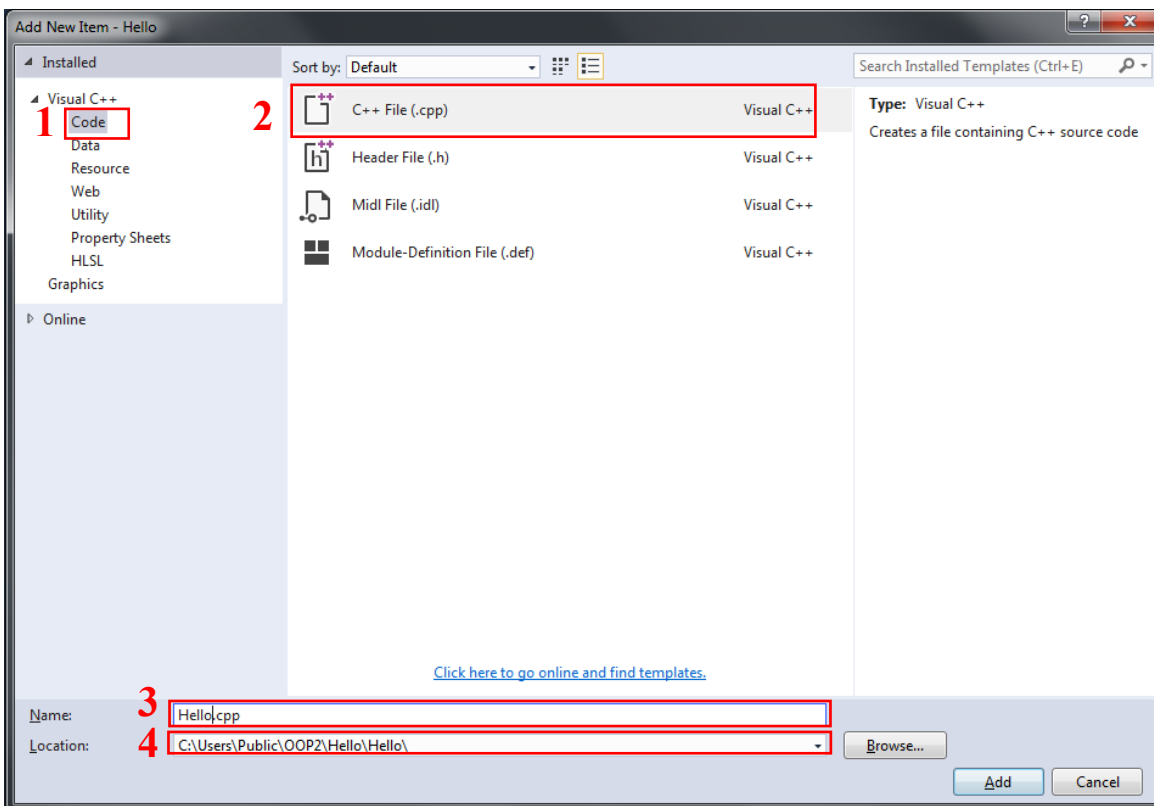 Add New Item - Hello
? X
Installed
Sort by: Default
Search Installed Templates (Ctrl+E)
Visual C++
1 Code
Data
Resource
Web
Utility
Property Sheets
HLSL
Graphics
Online
2 C++ File (.cpp) Visual C++
Header File (.h) Visual C++
Midl File (.idl) Visual C++
Module-Definition File (.def) Visual C++
Type: Visual C++
Creates a file containing C++ source code
Click here to go online and find templates.
Name: 3 Hello.cpp
Location: 4 C:\Users\Public\OOP2\Hello\Hello\ Browse...
Add Cancel